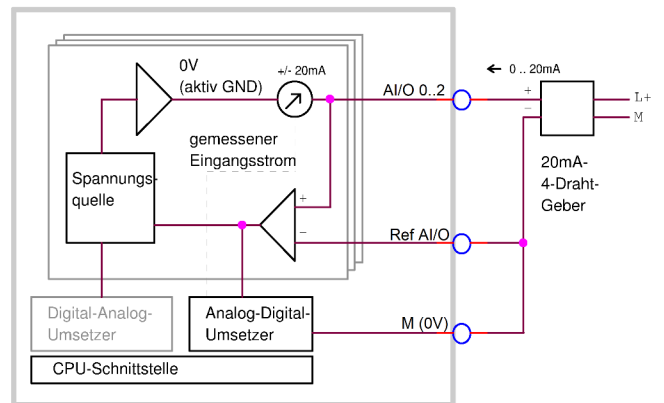 0V
(aktiv GND)
+/- 20mA
AI/O 0..2
0 .. 20mA
+
−
L+
M
gemessener
Eingangsstrom
20mA-
4-Draht-
Geber
Spannungs-
quelle
+
−
Ref AI/O
Digital-Analog-
Umsetzer
Analog-Digital-
Umsetzer
M (0V)
CPU-Schnittstelle